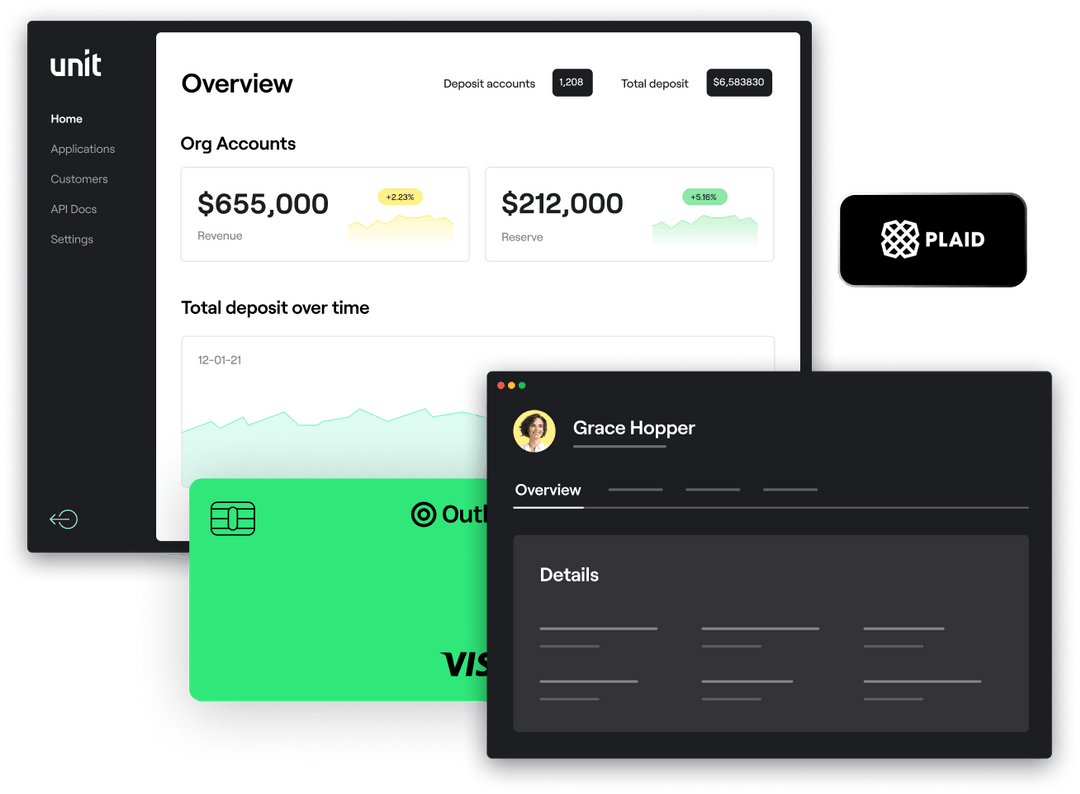 unit
Home
Applications
Customers
API Docs
Settings
Overview
Deposit accounts 1,208 Total deposit $6,583830
Org Accounts
$655,000 +2.23%
Revenue
$212,000 +5.16%
Reserve
Total deposit over time
12-01-21
PLAID
Outl
VIS
Grace Hopper
Overview
Details